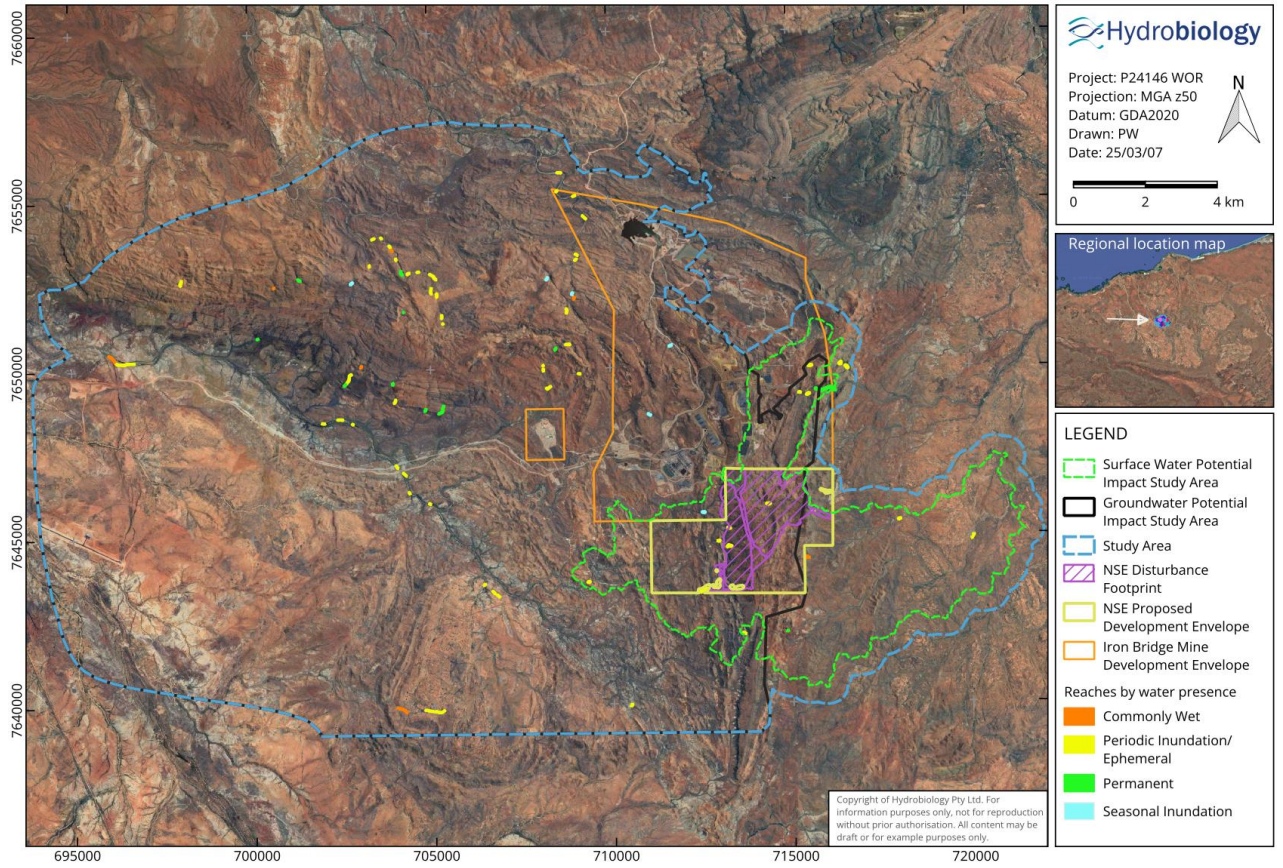 7660000
7655000
7650000
7645000
7640000
695000
700000
705000
710000
715000
720000
Copyright of Hydrobiology Pty Ltd. For
information purposes only, not for reproduction
without prior authorisation. All content may be
draft or for example purposes only.
Hydrobiology
Project: P24146 WOR
Projection: MGA z50
Datum: GDA2020
Drawn: PW
Date: 25/03/07
N
0 2 4 km
Regional location map
LEGEND
Surface Water Potential
Impact Study Area
Groundwater Potential
Impact Study Area
Study Area
NSE Disturbance
Footprint
NSE Proposed
Development Envelope
Iron Bridge Mine
Development Envelope
Reaches by water presence
Commonly Wet
Periodic Inundation/
Ephemeral
Permanent
Seasonal Inundation